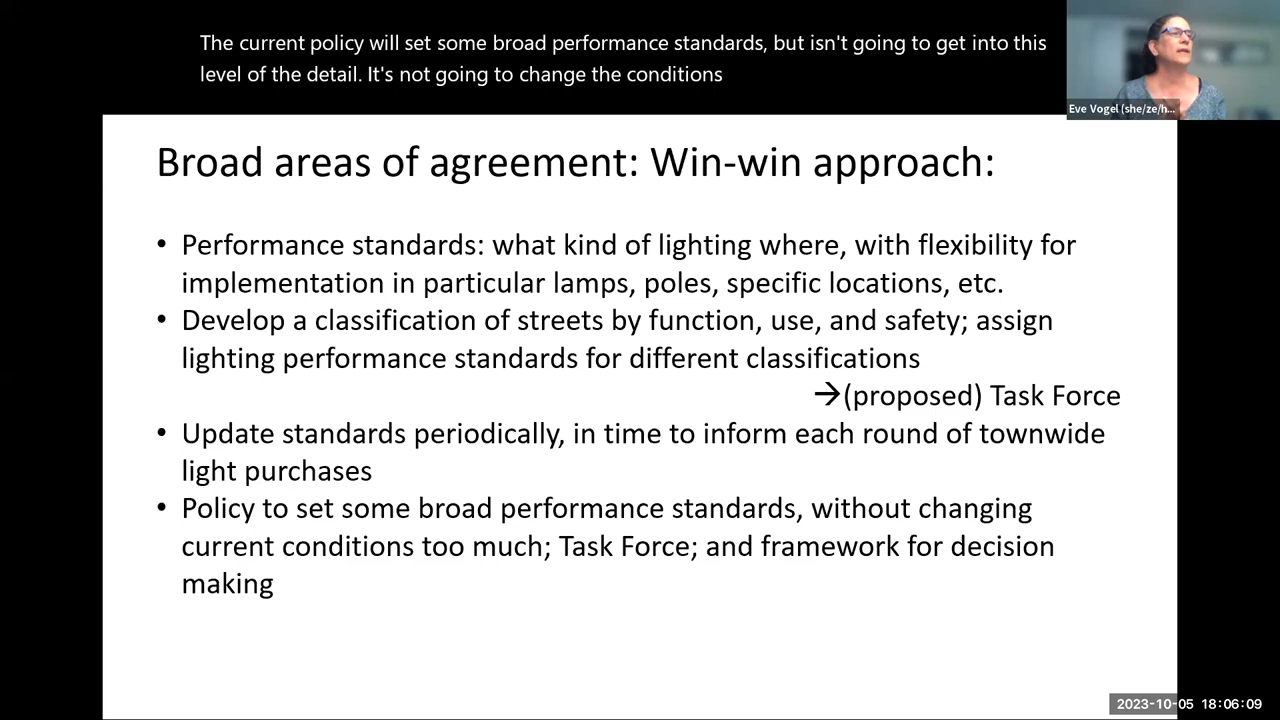 The current policy will set some broad performance standards, but isn't going to get into this
level of the detail. It's not going to change the conditions
Eve Vogel (she/ze/h...
Broad areas of agreement: Win-win approach:
• Performance standards: what kind of lighting where, with flexibility for
implementation in particular lamps, poles, specific locations, etc.
• Develop a classification of streets by function, use, and safety; assign
lighting performance standards for different classifications
→(proposed) Task Force
• Update standards periodically, in time to inform each round of townwide
light purchases
• Policy to set some broad performance standards, without changing
current conditions too much; Task Force; and framework for decision
making
2023-10-05 18:06:09